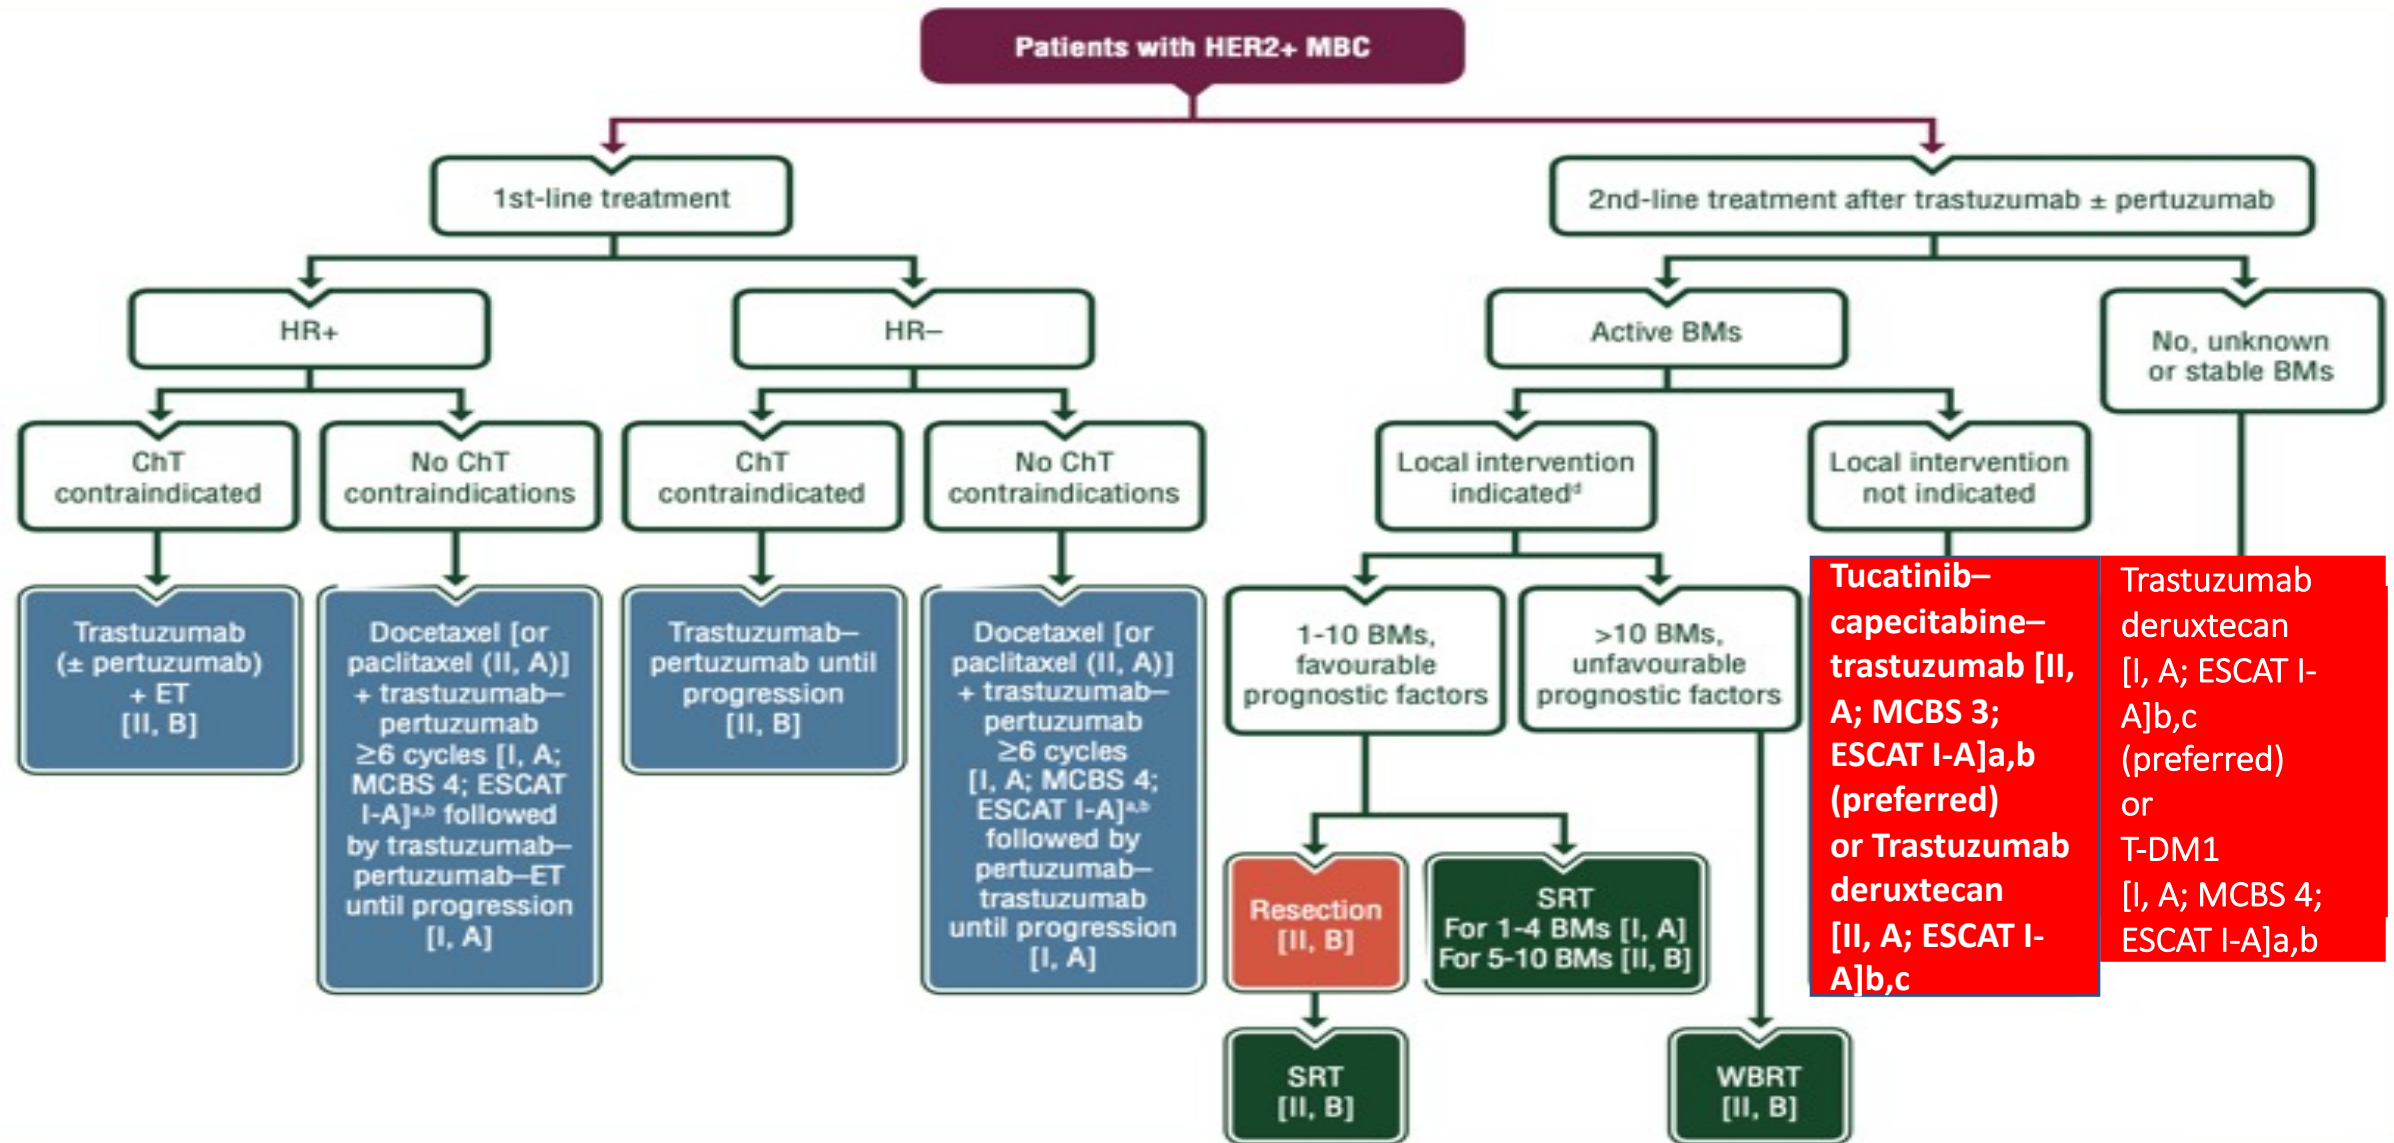 Patients with HER2+ MBC
1st-line treatment
2nd-line treatment after trastuzumab ± pertuzumab
HR+
HR–
Active BMs
No, unknown
or stable BMs
ChT
contraindicated
No ChT
contraindications
ChT
contraindicated
No ChT
contraindications
Local intervention
indicatedᵈ
Local intervention
not indicated
Trastuzumab
(± pertuzumab)
+ ET
[II, B]
Docetaxel [or
paclitaxel (II, A)]
+ trastuzumab–
pertuzumab
≥6 cycles [I, A;
MCBS 4; ESCAT
I-A]ᵃ,ᵇ followed
by trastuzumab–
pertuzumab–ET
until progression
[I, A]
Trastuzumab–
pertuzumab until
progression
[II, B]
Docetaxel [or
paclitaxel (II, A)]
+ trastuzumab–
pertuzumab
≥6 cycles
[I, A; MCBS 4;
ESCAT I-A]ᵃ,ᵇ
followed by
pertuzumab–
trastuzumab
until progression
[I, A]
1-10 BMs,
favourable
prognostic factors
>10 BMs,
unfavourable
prognostic factors
Tucatinib–
capecitabine–
trastuzumab [II,
A; MCBS 3;
ESCAT I-A]a,b
(preferred)
or Trastuzumab
deruxtecan
[II, A; ESCAT I-
A]b,c
Trastuzumab
deruxtecan
[I, A; ESCAT I-
A]b,c
(preferred)
or
T-DM1
[I, A; MCBS 4;
ESCAT I-A]a,b
Resection
[II, B]
SRT
For 1-4 BMs [I, A]
For 5-10 BMs [II, B]
SRT
[II, B]
WBRT
[II, B]